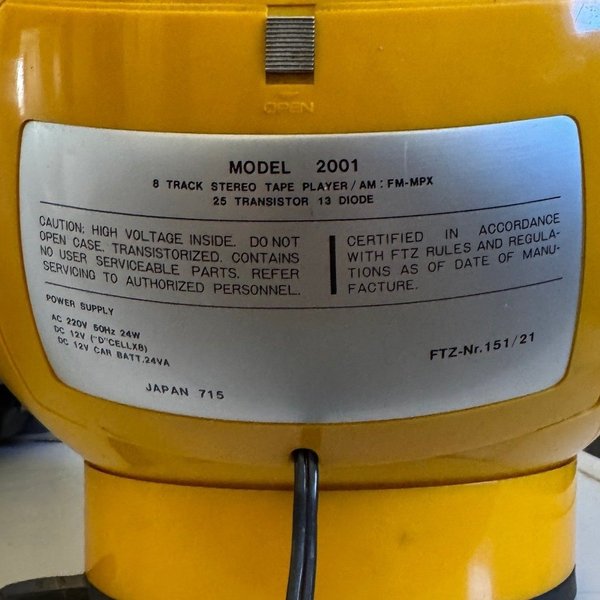 OPEN
MODEL 2001
8 TRACK STEREO TAPE PLAYER/AM:FM-MPX
25 TRANSISTOR 13 DIODE
CAUTION; HIGH VOLTAGE INSIDE. DO NOT
OPEN CASE. TRANSISTORIZED. CONTAINS
NO USER SERVICEABLE PARTS. REFER
SERVICING TO AUTHORIZED PERSONNEL.
CERTIFIED IN ACCORDANCE
WITH FTZ RULES AND REGULA-
TIONS AS OF DATE OF MANU-
FACTURE.
POWER SUPPLY
AC 220V 50Hz 24W
DC 12V ("D"CELLX8)
DC 12V CAR BATT.24VA
FTZ-Nr.151/21
JAPAN 715